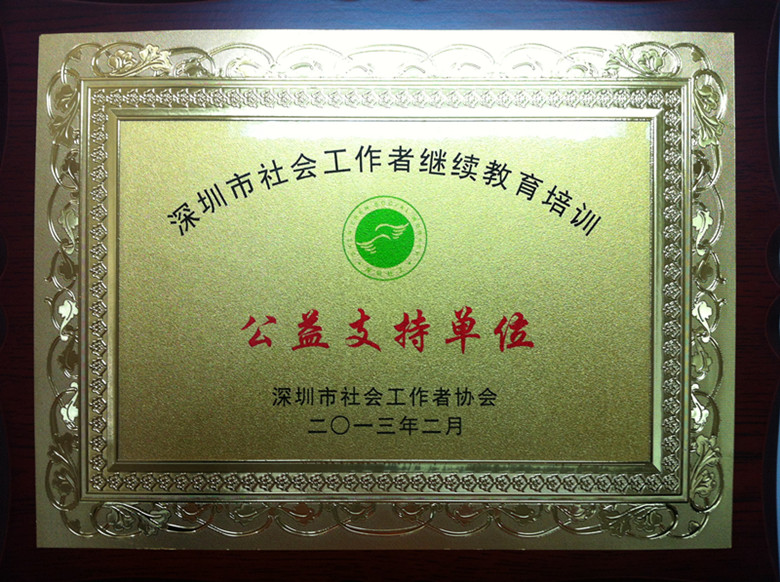 深圳市社会工作者继续教育培训
公益支持单位
深圳市社会工作者协会
二〇一三年二月